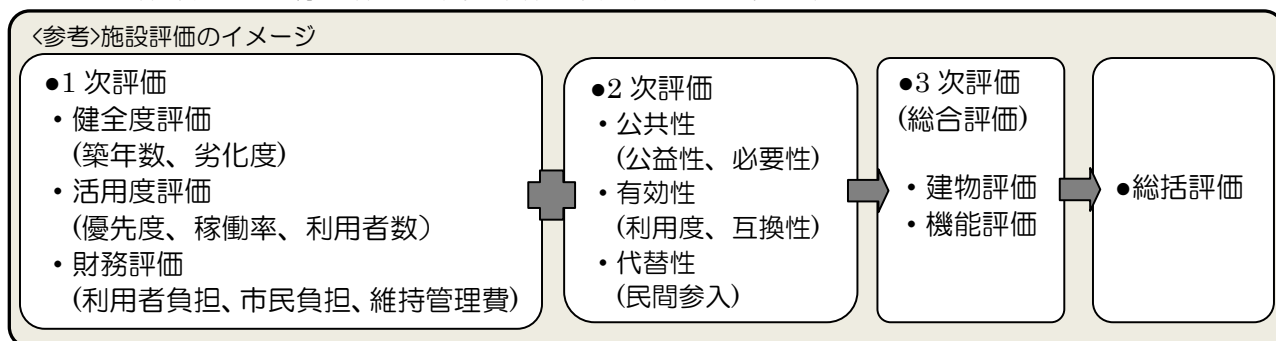 <参考>施設評価のイメージ
●1 次評価
・健全度評価
(築年数、劣化度)
・活用度評価
(優先度、稼働率、利用者数）
・財務評価
(利用者負担、市民負担、維持管理費)
●2 次評価
・公共性
(公益性、必要性)
・有効性
(利用度、互換性)
・代替性
(民間参入)
●3 次評価
(総合評価)
・建物評価
・機能評価
●総括評価